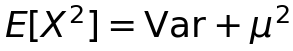 E[X²] = Var + μ²